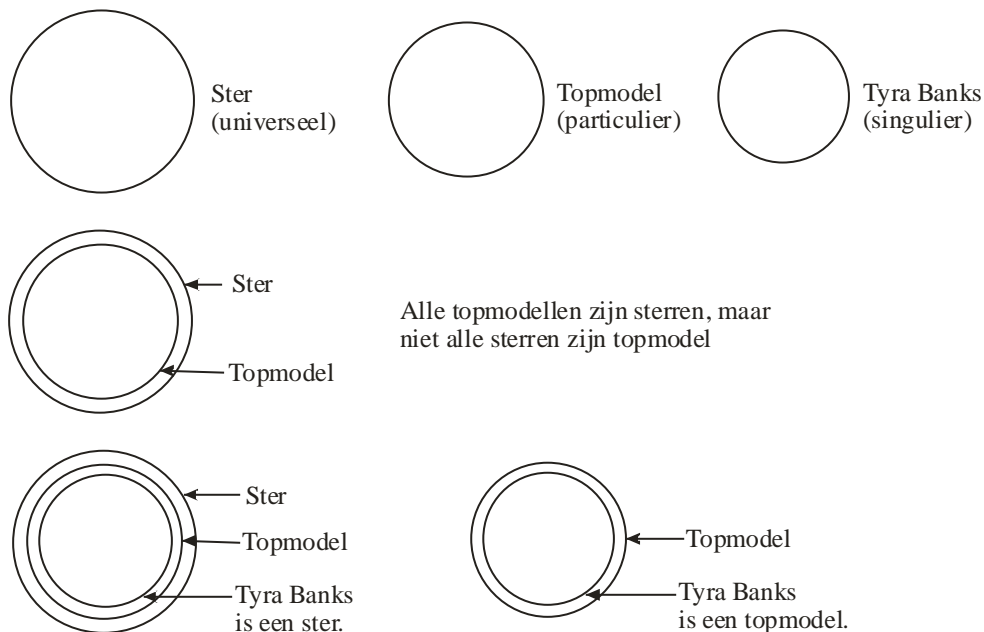 Ster
(universeel)
Topmodel
(particulier)
Tyra Banks
(singulier)
Ster
Topmodel
Alle topmodellen zijn sterren, maar
niet alle sterren zijn topmodel
Ster
Topmodel
Tyra Banks
is een ster.
Topmodel
Tyra Banks
is een topmodel.